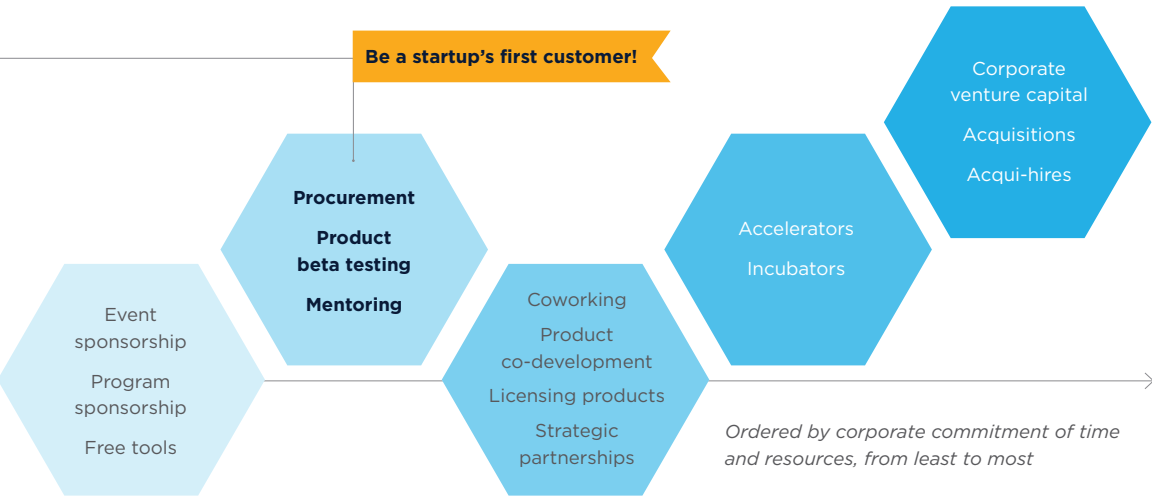 Be a startup’s first customer!
Event
sponsorship
Program
sponsorship
Free tools
Procurement
Product
beta testing
Mentoring
Coworking
Product
co-development
Licensing products
Strategic
partnerships
Accelerators
Incubators
Corporate
venture capital
Acquisitions
Acqui-hires
Ordered by corporate commitment of time
and resources, from least to most